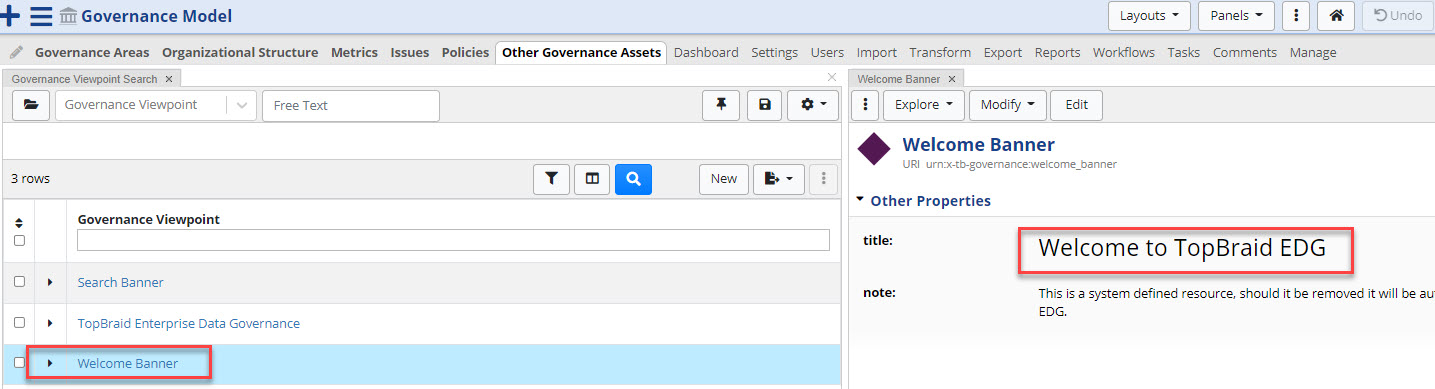 Governance Model
Layouts Panels Undo
Governance Areas Organizational Structure Metrics Issues Policies Other Governance Assets Dashboard Settings Users Import Transform Export Reports Workflows Tasks Comments Manage
Governance Viewpoint Search
Governance Viewpoint Free Text
3 rows New
Governance Viewpoint
Search Banner
TopBraid Enterprise Data Governance
Welcome Banner
Welcome Banner
Explore Modify Edit
Welcome Banner
URI urn:x-tb-governance:welcome_banner
Other Properties
title: Welcome to TopBraid EDG
note: This is a system defined resource, should it be removed it will be au
EDG.